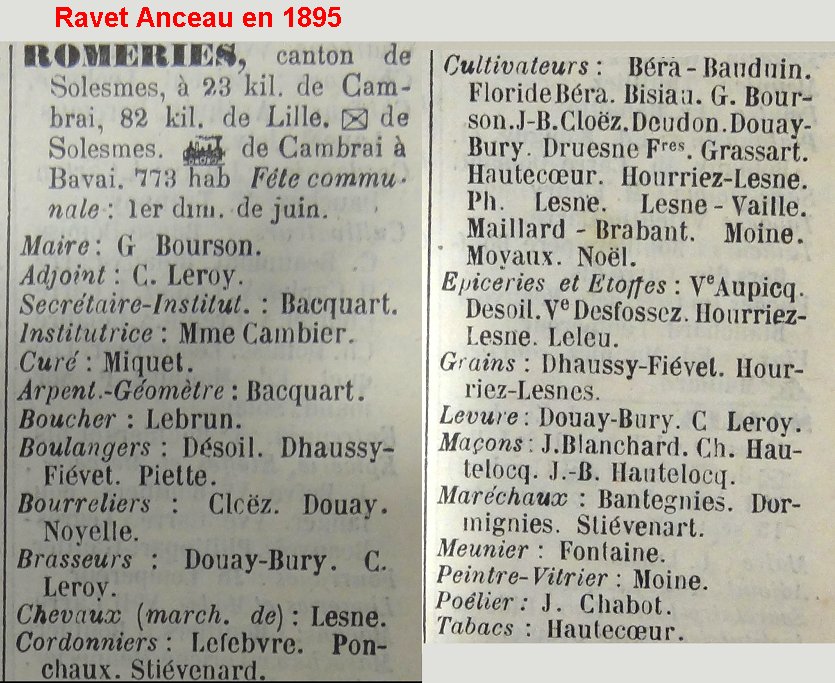 Ravet Anceau en 1895
ROMERIES, canton de
Solesmes, à 23 kil. de Cam-
brai, 82 kil. de Lille. de
Solesmes. de Cambrai à
Bavai. 773 hab Fête commu-
nale : 1er dim. de juin.
Maire : G Bourson.
Adjoint : C. Leroy.
Secrétaire-Institut. : Bacquart.
Institutrice : Mme Cambier.
Curé : Miquet.
Arpent.-Géomètre : Bacquart.
Boucher : Lebrun.
Boulangers : Désoil. Dhaussy-
Fiévet. Piette.
Bourreliers : Clcëz. Douay.
Noyelle.
Brasseurs : Douay-Bury. C.
Leroy.
Chevaux (march. de) : Lesne.
Cordonniers : Lefebvre. Pon-
chaux. Stiévenard.
Cultivateurs : Béra-Bauduin.
Floride Béra. Bisiau. G. Bour-
son. J-B. Cloëz. Deudon. Douay-
Bury. Druesne Fres. Grassart.
Hautecœur. Hourriez-Lesne.
Ph. Lesne. Lesne-Vaille.
Maillard-Brabant. Moine.
Moyaux. Noël.
Epiceries et Etoffes : Ve Aupicq.
Desoil. Ve Desfossez. Hourriez-
Lesne. Leleu.
Grains : Dhaussy-Fiévet. Hour-
riez-Lesnes.
Levure : Douay-Bury. C Leroy.
Maçons : J. Blanchard. Ch. Hau-
telocq. J.-B. Hautelocq.
Maréchaux : Bantegnies. Dor-
mignies. Stiévenart.
Meunier : Fontaine.
Peintre-Vitrier : Moine.
Poélier : J. Chabot.
Tabacs : Hautecœur.